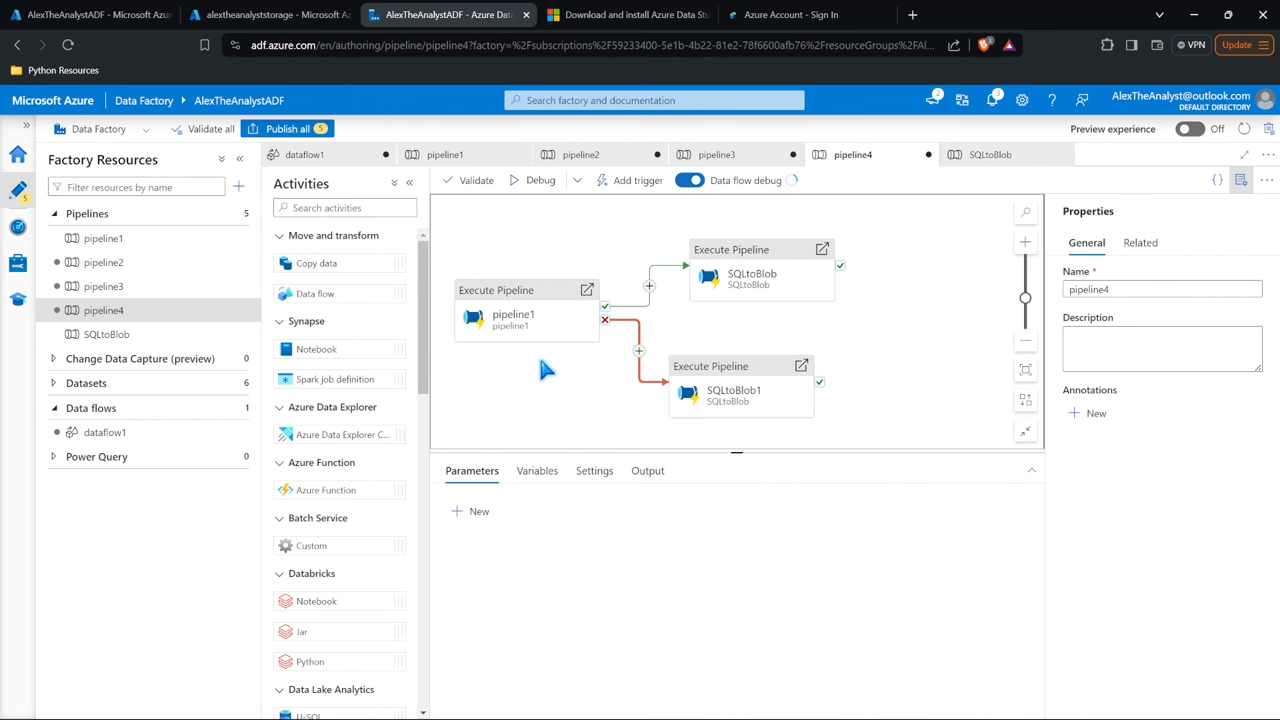 AlexTheAnalystADF - Microsoft Azu
alextheanalyststorage - Microsoft Az
AlexTheAnalystADF - Azure Dat
Download and install Azure Data Stu
Azure Account - Sign In
adf.azure.com/en/authoring/pipeline/pipeline4?factory=%2Fsubscriptions%2F59233400-5e1b-4b22-81e2-78f6600afb76%2FresourceGroups%2FAl...
3
VPN
Update
Python Resources
Microsoft Azure
Data Factory
AlexTheAnalystADF
Search factory and documentation
2
3
AlexTheAnalyst@outlook.com
DEFAULT DIRECTORY
Data Factory
Validate all
Publish all
5
Preview experience
Off
Factory Resources
dataflow1
pipeline1
pipeline2
pipeline3
pipeline4
SQLtoBlob
Filter resources by name
5
Pipelines
5
pipeline1
pipeline2
pipeline3
pipeline4
SQLtoBlob
Change Data Capture (preview)
0
Datasets
6
Data flows
1
dataflow1
Power Query
0
Activities
Search activities
Move and transform
Copy data
Data flow
Synapse
Notebook
Spark job definition
Azure Data Explorer
Azure Data Explorer C...
Azure Function
Azure Function
Batch Service
Custom
Databricks
Notebook
Jar
Python
Data Lake Analytics
U-SQL
Validate
Debug
Add trigger
Data flow debug
Execute Pipeline
pipeline1
pipeline1
Execute Pipeline
SQLtoBlob
SQLtoBlob
Execute Pipeline
SQLtoBlob1
SQLtoBlob
Parameters
Variables
Settings
Output
New
Properties
General
Related
Name *
pipeline4
Description
Annotations
New